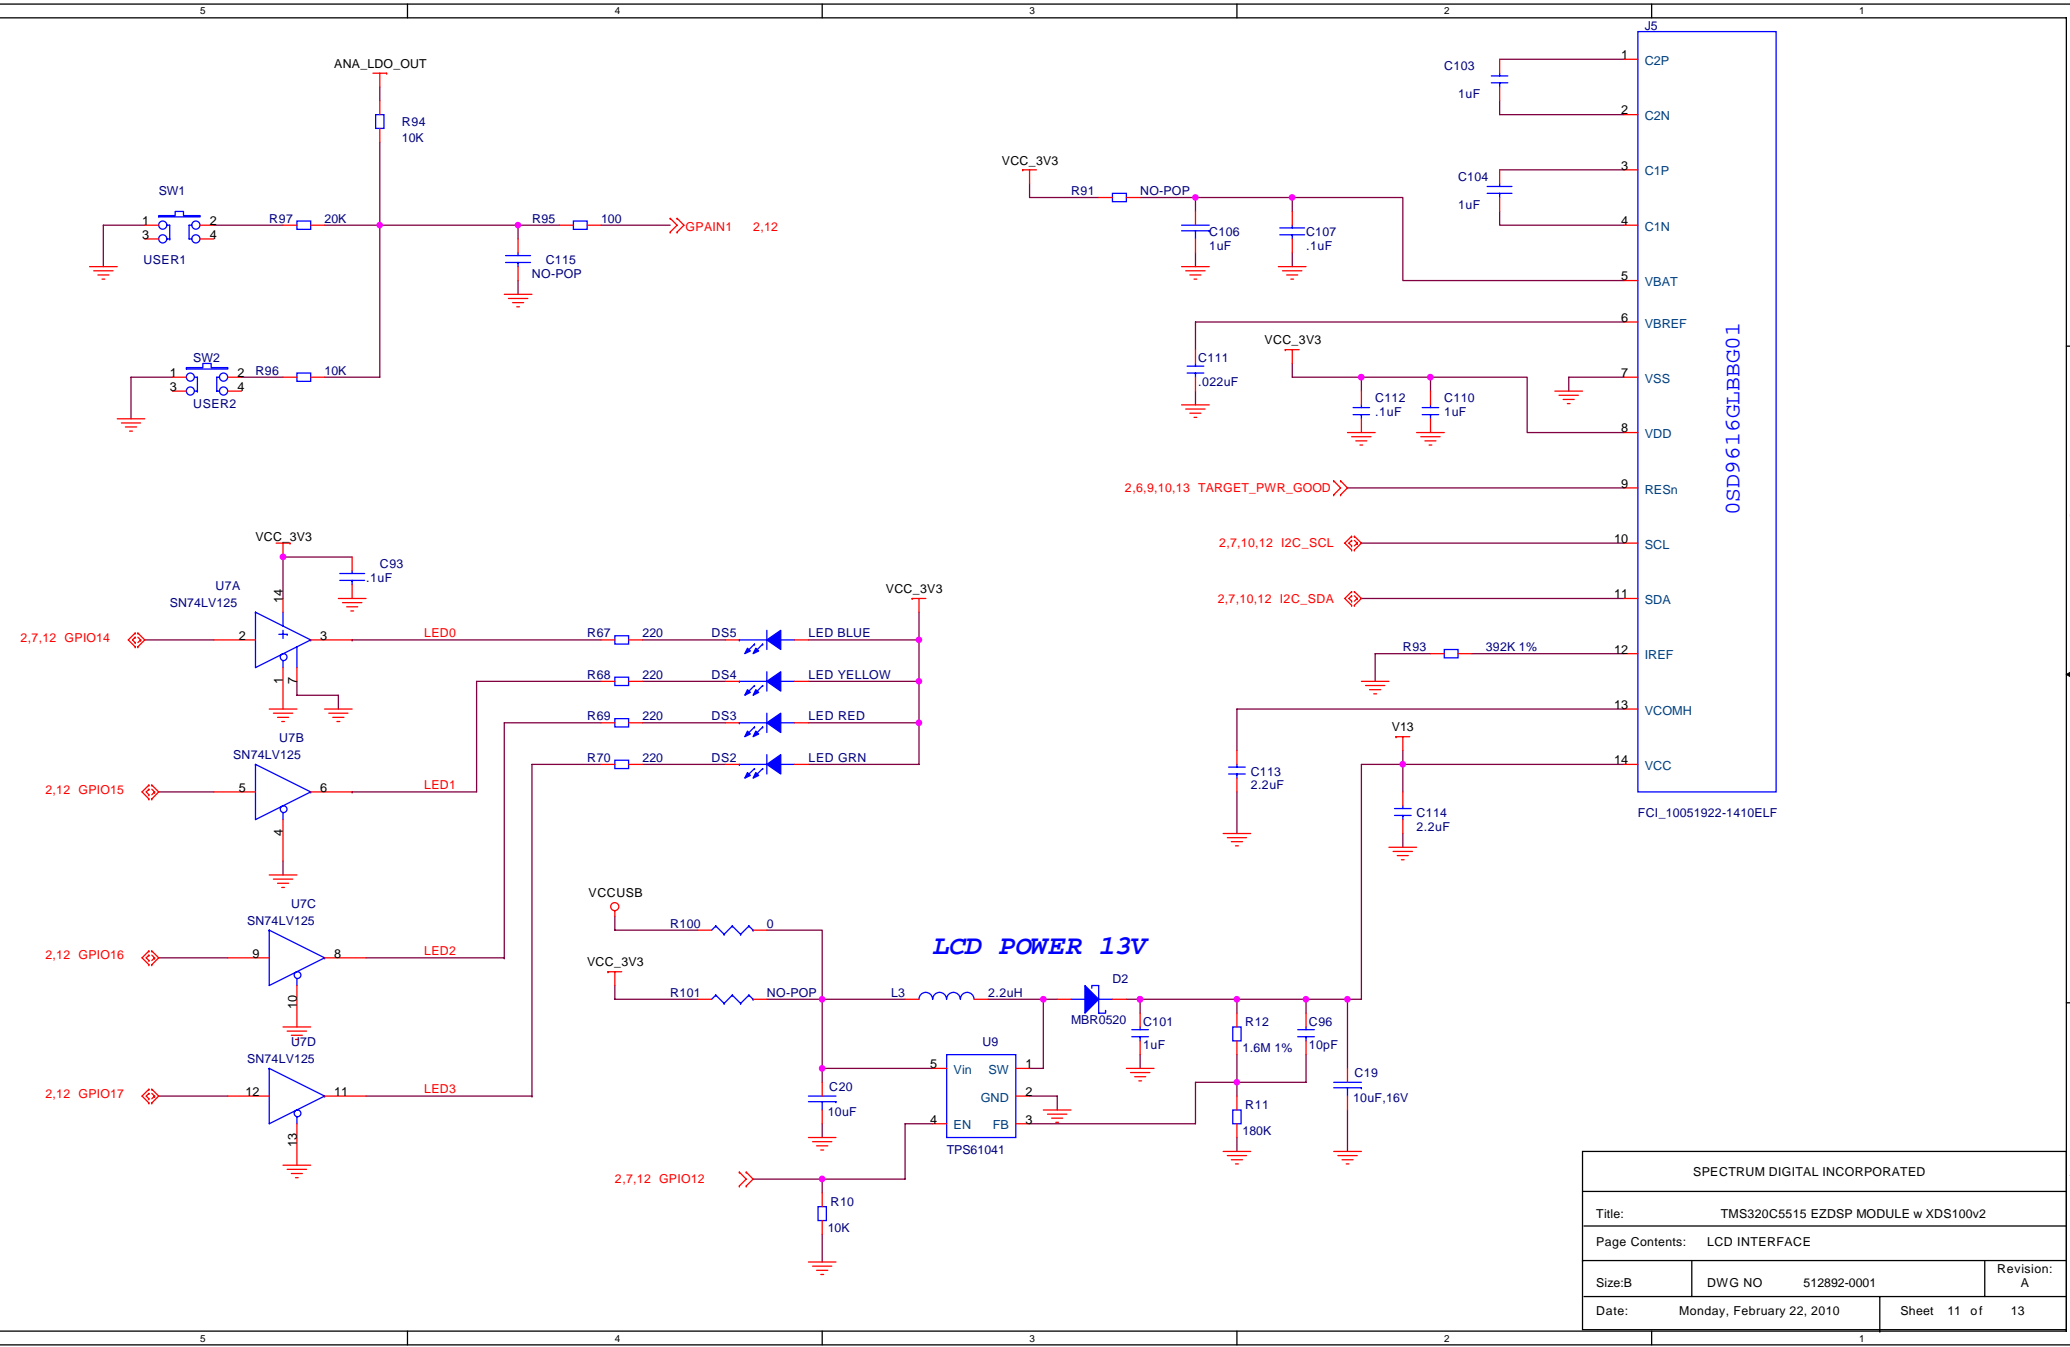 5 4 3 2 1
ANA_LDO_OUT
R94
10K
SW1
1 2
3 4
USER1
R97 20K
R95 100
GPAIN1 2,12
C115
NO-POP
SW2
1 2
3 4
USER2
R96 10K
VCC_3V3
R91 NO-POP
C106
1uF
C107
.1uF
C103
1uF
C104
1uF
C111
.022uF
VCC_3V3
C112
.1uF
C110
1uF
2,6,9,10,13 TARGET_PWR_GOOD
2,7,10,12 I2C_SCL
2,7,10,12 I2C_SDA
R93 392K 1%
C113
2.2uF
V13
C114
2.2uF
J5
1 C2P
2 C2N
3 C1P
4 C1N
5 VBAT
6 VBREF
7 VSS
8 VDD
9 RESn
10 SCL
11 SDA
12 IREF
13 VCOMH
14 VCC
0SD9616GLBBG01
FCI_10051922-1410ELF
VCC_3V3
C93
.1uF
U7A
SN74LV125
14
2,7,12 GPIO14
2 + 3
1 7
LED0
U7B
SN74LV125
2,12 GPIO15
5 6
4
LED1
U7C
SN74LV125
2,12 GPIO16
9 8
10
LED2
U7D
SN74LV125
2,12 GPIO17
12 11
13
LED3
VCC_3V3
R67 220 DS5 LED BLUE
R68 220 DS4 LED YELLOW
R69 220 DS3 LED RED
R70 220 DS2 LED GRN
VCCUSB
R100 0
VCC_3V3
R101 NO-POP
LCD POWER 13V
L3 2.2uH
D2
MBR0520
C101
1uF
R12
1.6M 1%
C96
10pF
C19
10uF,16V
R11
180K
C20
10uF
U9
5 Vin SW 1
GND 2
4 EN FB 3
TPS61041
2,7,12 GPIO12
R10
10K
SPECTRUM DIGITAL INCORPORATED
Title: TMS320C5515 EZDSP MODULE w XDS100v2
Page Contents: LCD INTERFACE
Size:B DWG NO 512892-0001 Revision:
A
Date: Monday, February 22, 2010 Sheet 11 of 13
5 4 3 2 1